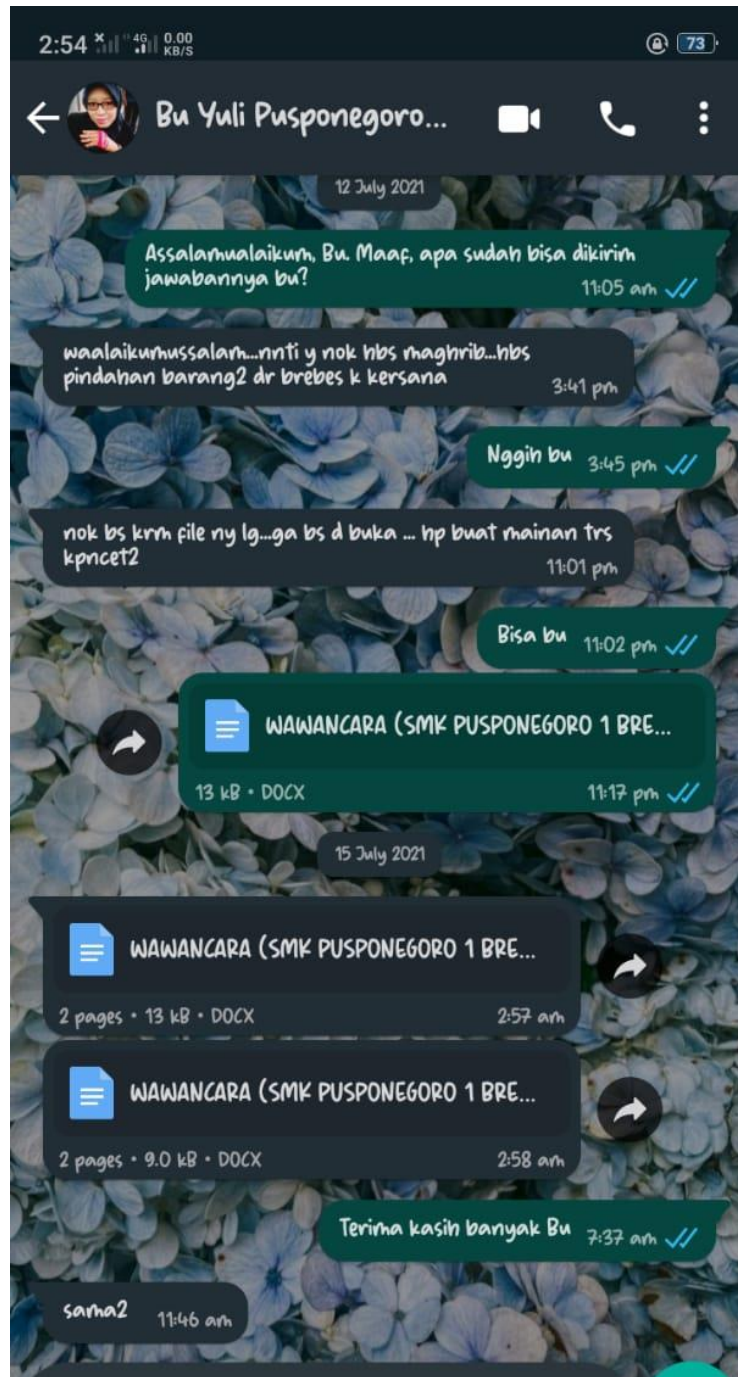 2:54 4G 0.00 KB/S 73
Bu Yuli Pusponegoro...
12 July 2021
Assalamualaikum, Bu. Maaf, apa sudah bisa dikirim
jawabannya bu?
11:05 am
waalaikumussalam...nnti y nok hbs maghrib...hbs
pindahan barang2 dr brebes k kersana
3:41 pm
Nggih bu 3:45 pm
nok bs krm file ny lg...ga bs d buka ... hp buat mainan trs
kpncet2
11:01 pm
Bisa bu 11:02 pm
WAWANCARA (SMK PUSPONEGORO 1 BRE...
13 kB • DOCX 11:17 pm
15 July 2021
WAWANCARA (SMK PUSPONEGORO 1 BRE...
2 pages • 13 kB • DOCX 2:57 am
WAWANCARA (SMK PUSPONEGORO 1 BRE...
2 pages • 9.0 kB • DOCX 2:58 am
Terima kasih banyak Bu 7:37 am
sama2 11:46 am